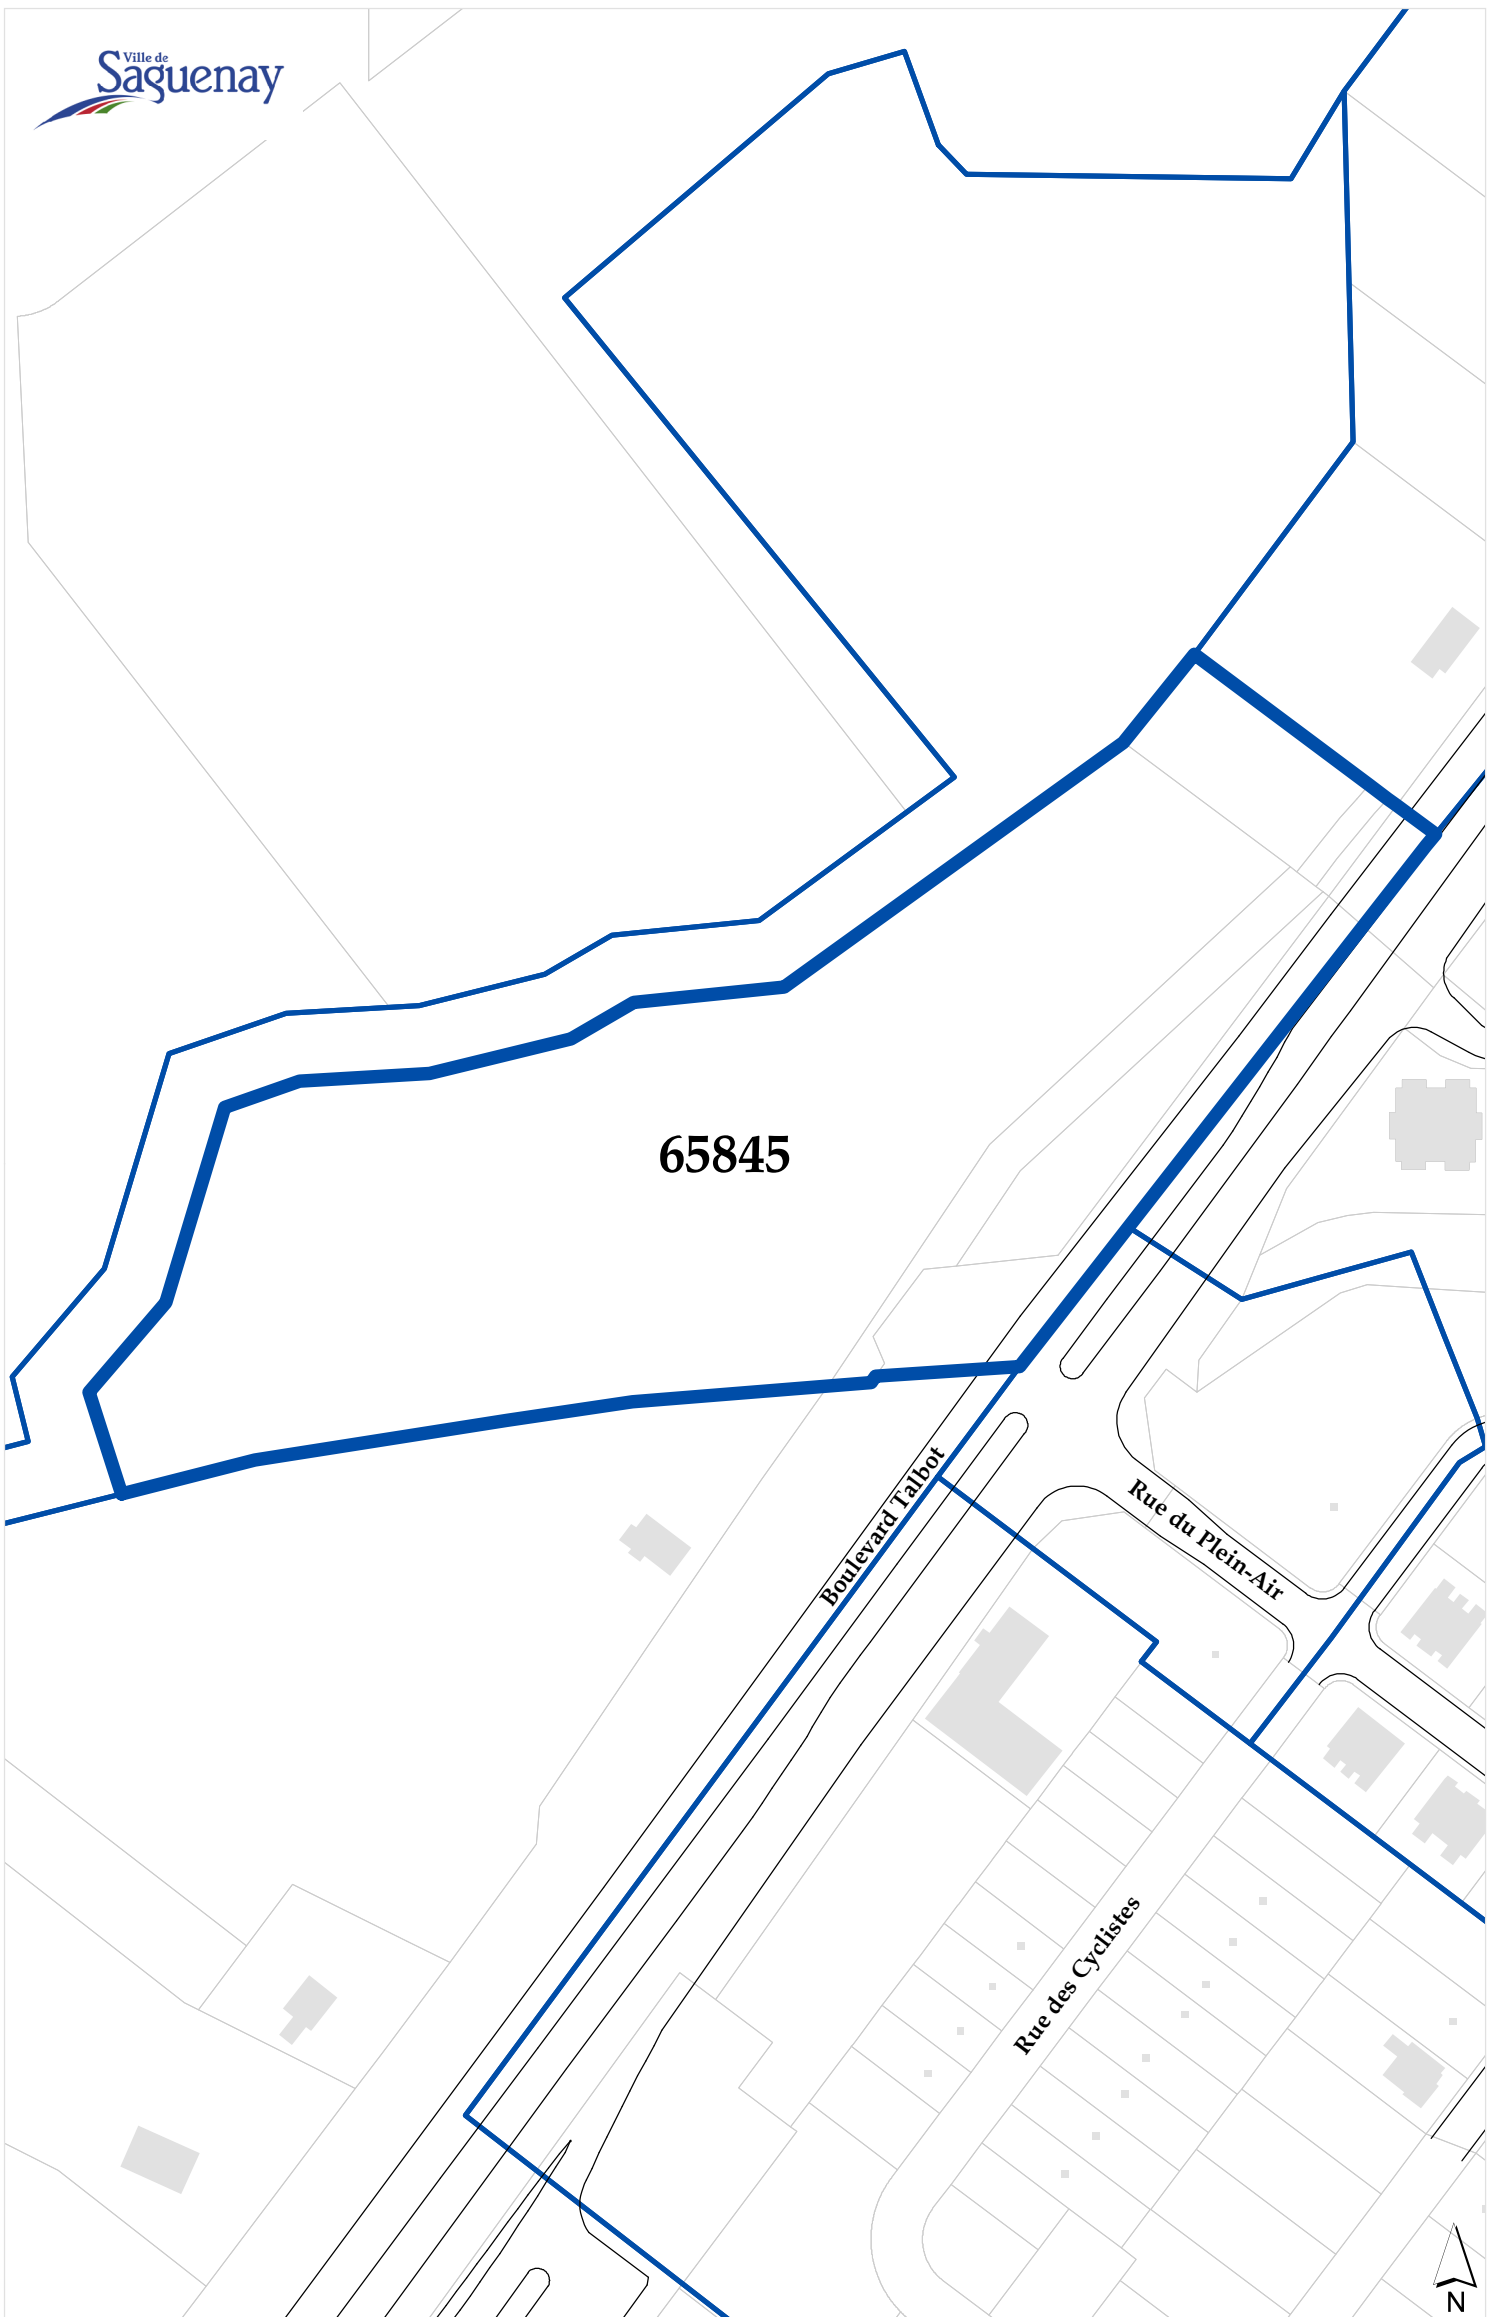 Ville de
Saguenay
65845
Boulevard Talbot
Rue du Plein-Air
Rue des Cyclistes
N